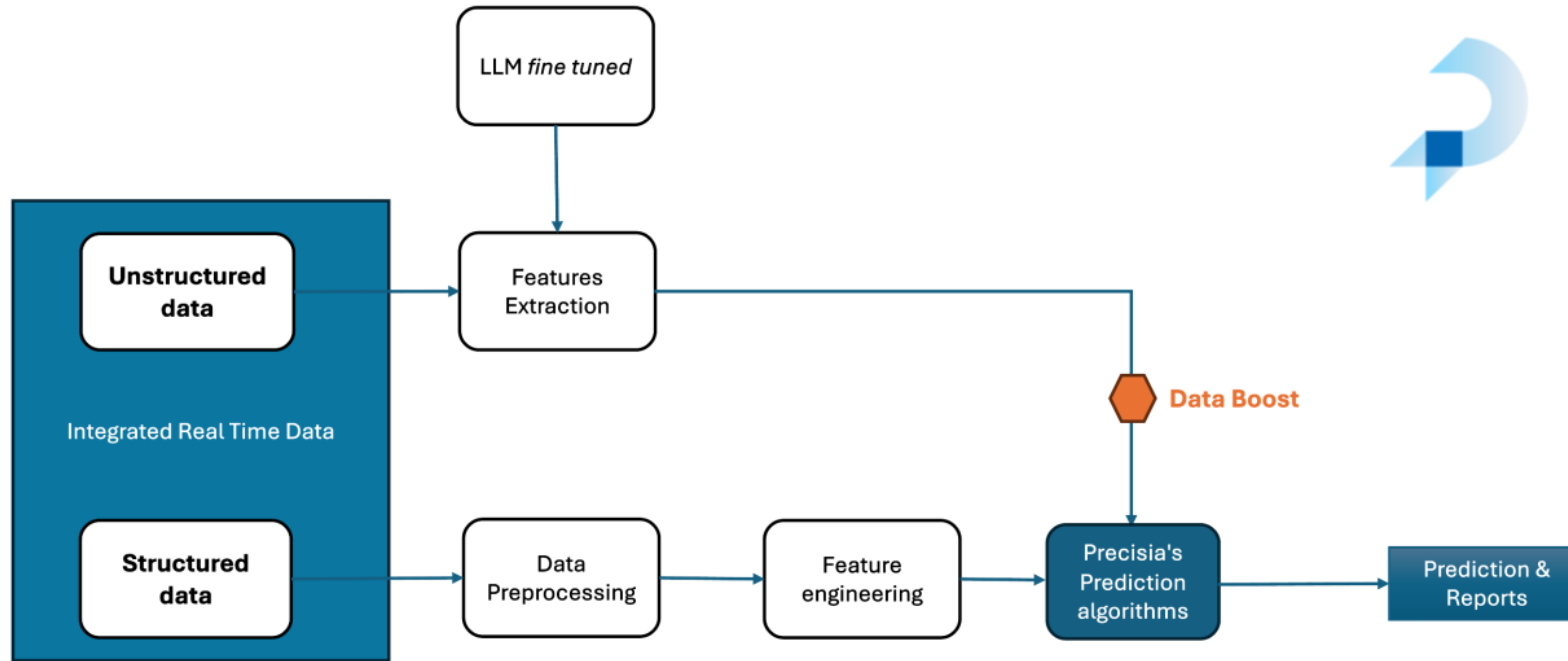 LLM fine tuned
Unstructured
data
Features
Extraction
Data Boost
Integrated Real Time Data
Structured
data
Data
Preprocessing
Feature
engineering
Precisia's
Prediction
algorithms
Prediction &
Reports